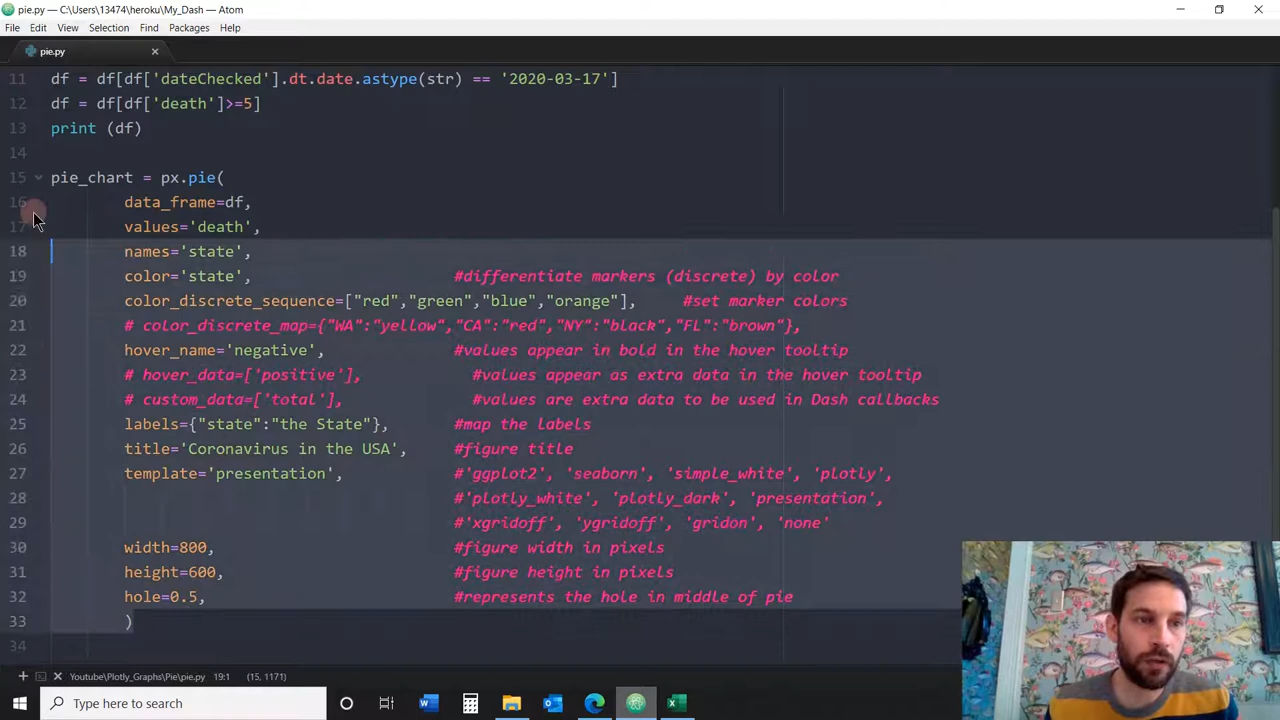 pie.py — C:\Users\13474\heroku\My_Dash — Atom
File Edit View Selection Find Packages Help
pie.py
11 df = df[df['dateChecked'].dt.date.astype(str) == '2020-03-17']
12 df = df[df['death']>=5]
13 print (df)
14
15 pie_chart = px.pie(
16 data_frame=df,
17 values='death',
18 names='state',
19 color='state', #differentiate markers (discrete) by color
20 color_discrete_sequence=["red","green","blue","orange"], #set marker colors
21 # color_discrete_map={"WA":"yellow","CA":"red","NY":"black","FL":"brown"},
22 hover_name='negative', #values appear in bold in the hover tooltip
23 # hover_data=['positive'], #values appear as extra data in the hover tooltip
24 # custom_data=['total'], #values are extra data to be used in Dash callbacks
25 labels={"state":"the State"}, #map the labels
26 title='Coronavirus in the USA', #figure title
27 template='presentation', #'ggplot2', 'seaborn', 'simple_white', 'plotly',
28 #'plotly_white', 'plotly_dark', 'presentation',
29 #'xgridoff', 'ygridoff', 'gridon', 'none'
30 width=800, #figure width in pixels
31 height=600, #figure height in pixels
32 hole=0.5, #represents the hole in middle of pie
33 )
34
Youtube\Plotly_Graphs\Pie\pie.py 19:1 (15, 1171)
Type here to search